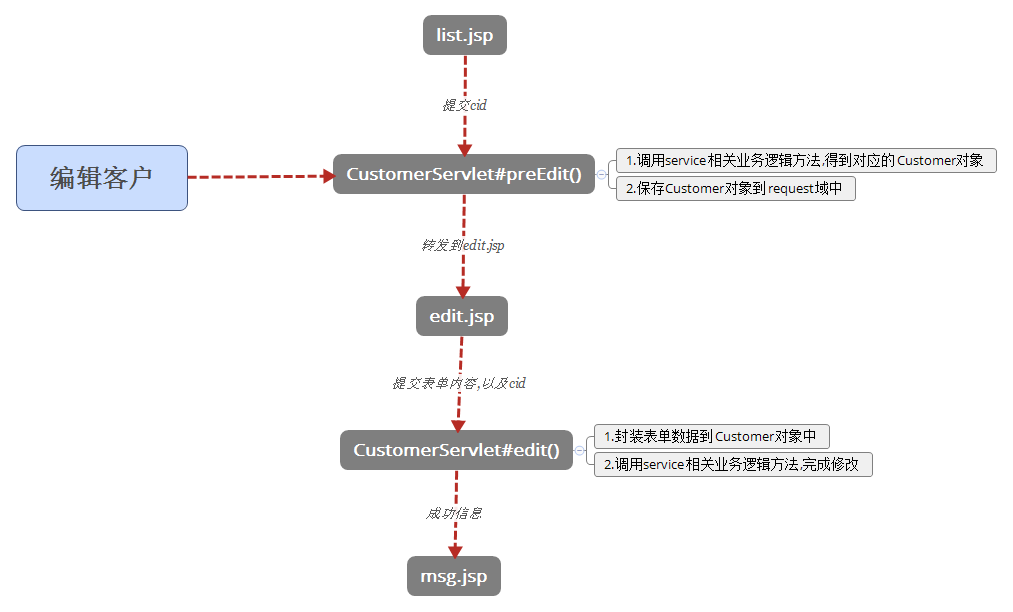 list.jsp
提交cid
编辑客户
CustomerServlet#preEdit()
1.调用service相关业务逻辑方法,得到对应的Customer对象
2.保存Customer对象到request域中
转发到edit.jsp
edit.jsp
提交表单内容,以及cid
CustomerServlet#edit()
1.封装表单数据到Customer对象中
2.调用service相关业务逻辑方法,完成修改
成功信息
msg.jsp